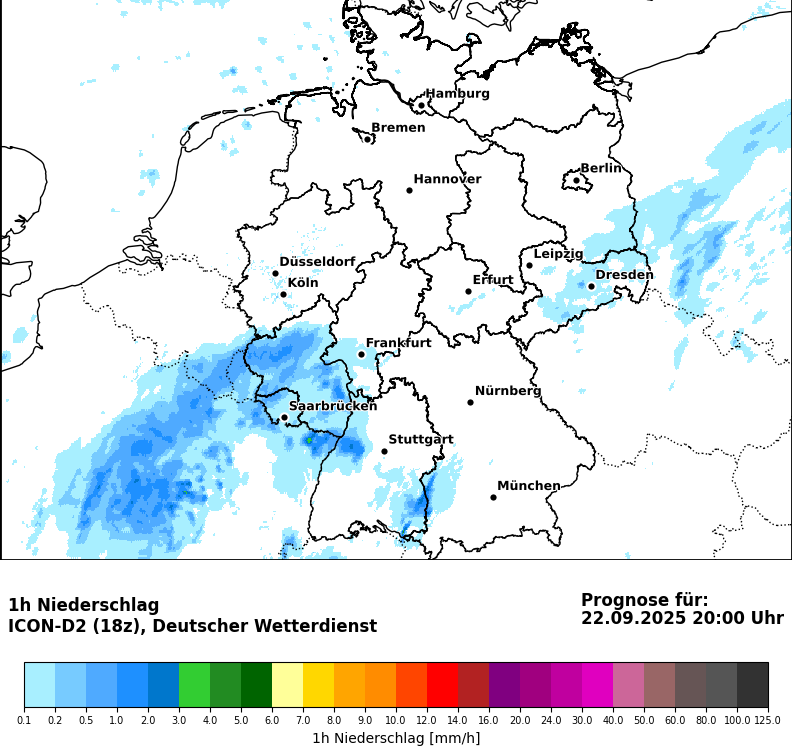 Hamburg
Bremen
Berlin
Hannover
Leipzig
Düsseldorf
Dresden
Köln
Erfurt
Frankfurt
Nürnberg
Saarbrücken
Stuttgart
München
1h Niederschlag
ICON-D2 (18z), Deutscher Wetterdienst
Prognose für:
22.09.2025 20:00 Uhr
0.1 0.2 0.5 1.0 2.0 3.0 4.0 5.0 6.0 7.0 8.0 9.0 10.0 12.0 14.0 16.0 20.0 24.0 30.0 40.0 50.0 60.0 80.0 100.0 125.0
1h Niederschlag [mm/h]